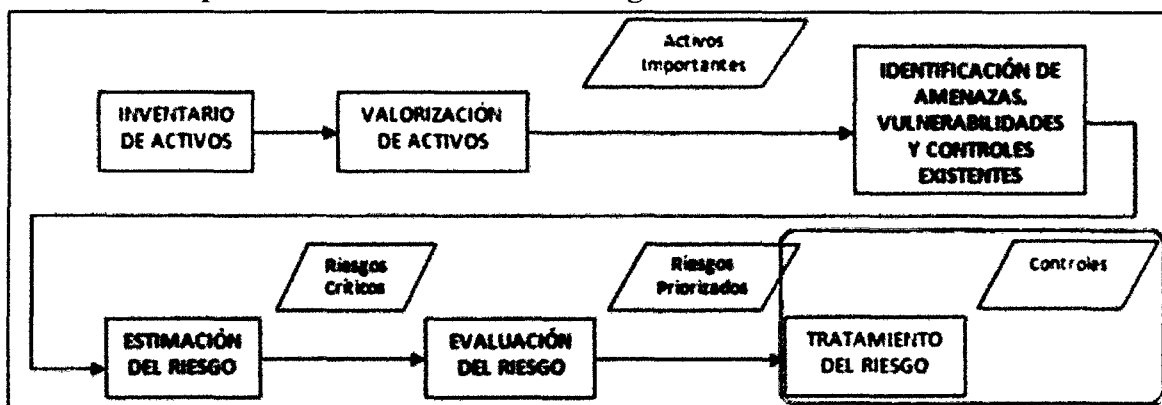 Activos
Importantes
INVENTARIO
DE ACTIVOS
VALORIZACIÓN
DE ACTIVOS
IDENTIFICACIÓN DE
AMENAZAS,
VULNERABILIDADES
Y CONTROLES
EXISTENTES
Riesgos
Críticos
Riesgos
Priorizados
Controles
ESTIMACIÓN
DEL RIESGO
EVALUACIÓN
DEL RIESGO
TRATAMIENTO
DEL RIESGO